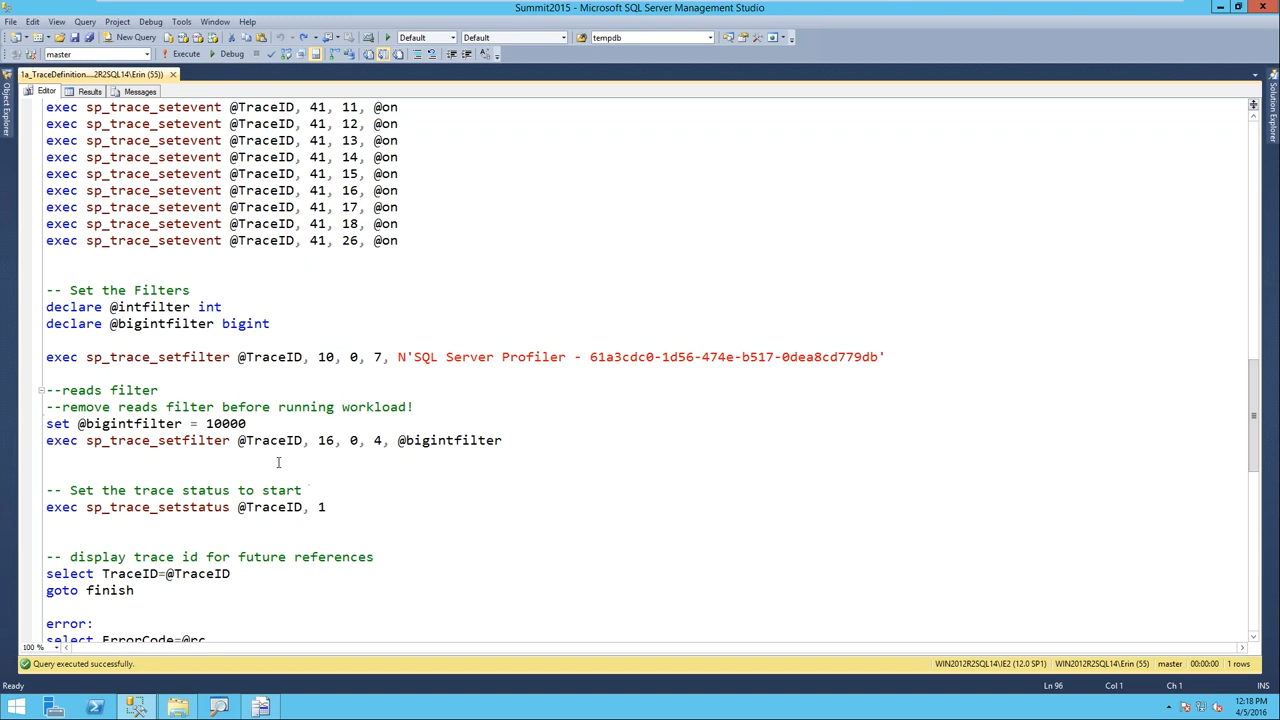 Summit2015 - Microsoft SQL Server Management Studio
File Edit View Query Project Debug Tools Window Help
New Query Default Default tempdb
master Execute Debug
1a_TraceDefinition....2R2SQL14\Erin (55))
Editor Results Messages
Object Explorer
Solution Explorer
exec sp_trace_setevent @TraceID, 41, 11, @on
exec sp_trace_setevent @TraceID, 41, 12, @on
exec sp_trace_setevent @TraceID, 41, 13, @on
exec sp_trace_setevent @TraceID, 41, 14, @on
exec sp_trace_setevent @TraceID, 41, 15, @on
exec sp_trace_setevent @TraceID, 41, 16, @on
exec sp_trace_setevent @TraceID, 41, 17, @on
exec sp_trace_setevent @TraceID, 41, 18, @on
exec sp_trace_setevent @TraceID, 41, 26, @on
-- Set the Filters
declare @intfilter int
declare @bigintfilter bigint
exec sp_trace_setfilter @TraceID, 10, 0, 7, N'SQL Server Profiler - 61a3cdc0-1d56-474e-b517-0dea8cd779db'
--reads filter
--remove reads filter before running workload!
set @bigintfilter = 10000
exec sp_trace_setfilter @TraceID, 16, 0, 4, @bigintfilter
-- Set the trace status to start
exec sp_trace_setstatus @TraceID, 1
-- display trace id for future references
select TraceID=@TraceID
goto finish
error:
select ErrorCode=@rc
100 %
Query executed successfully. WIN2012R2SQL14\IE2 (12.0 SP1) WIN2012R2SQL14\Erin (55) master 00:00:00 1 rows
Ready Ln 96 Col 1 Ch 1 INS
12:18 PM
4/5/2016